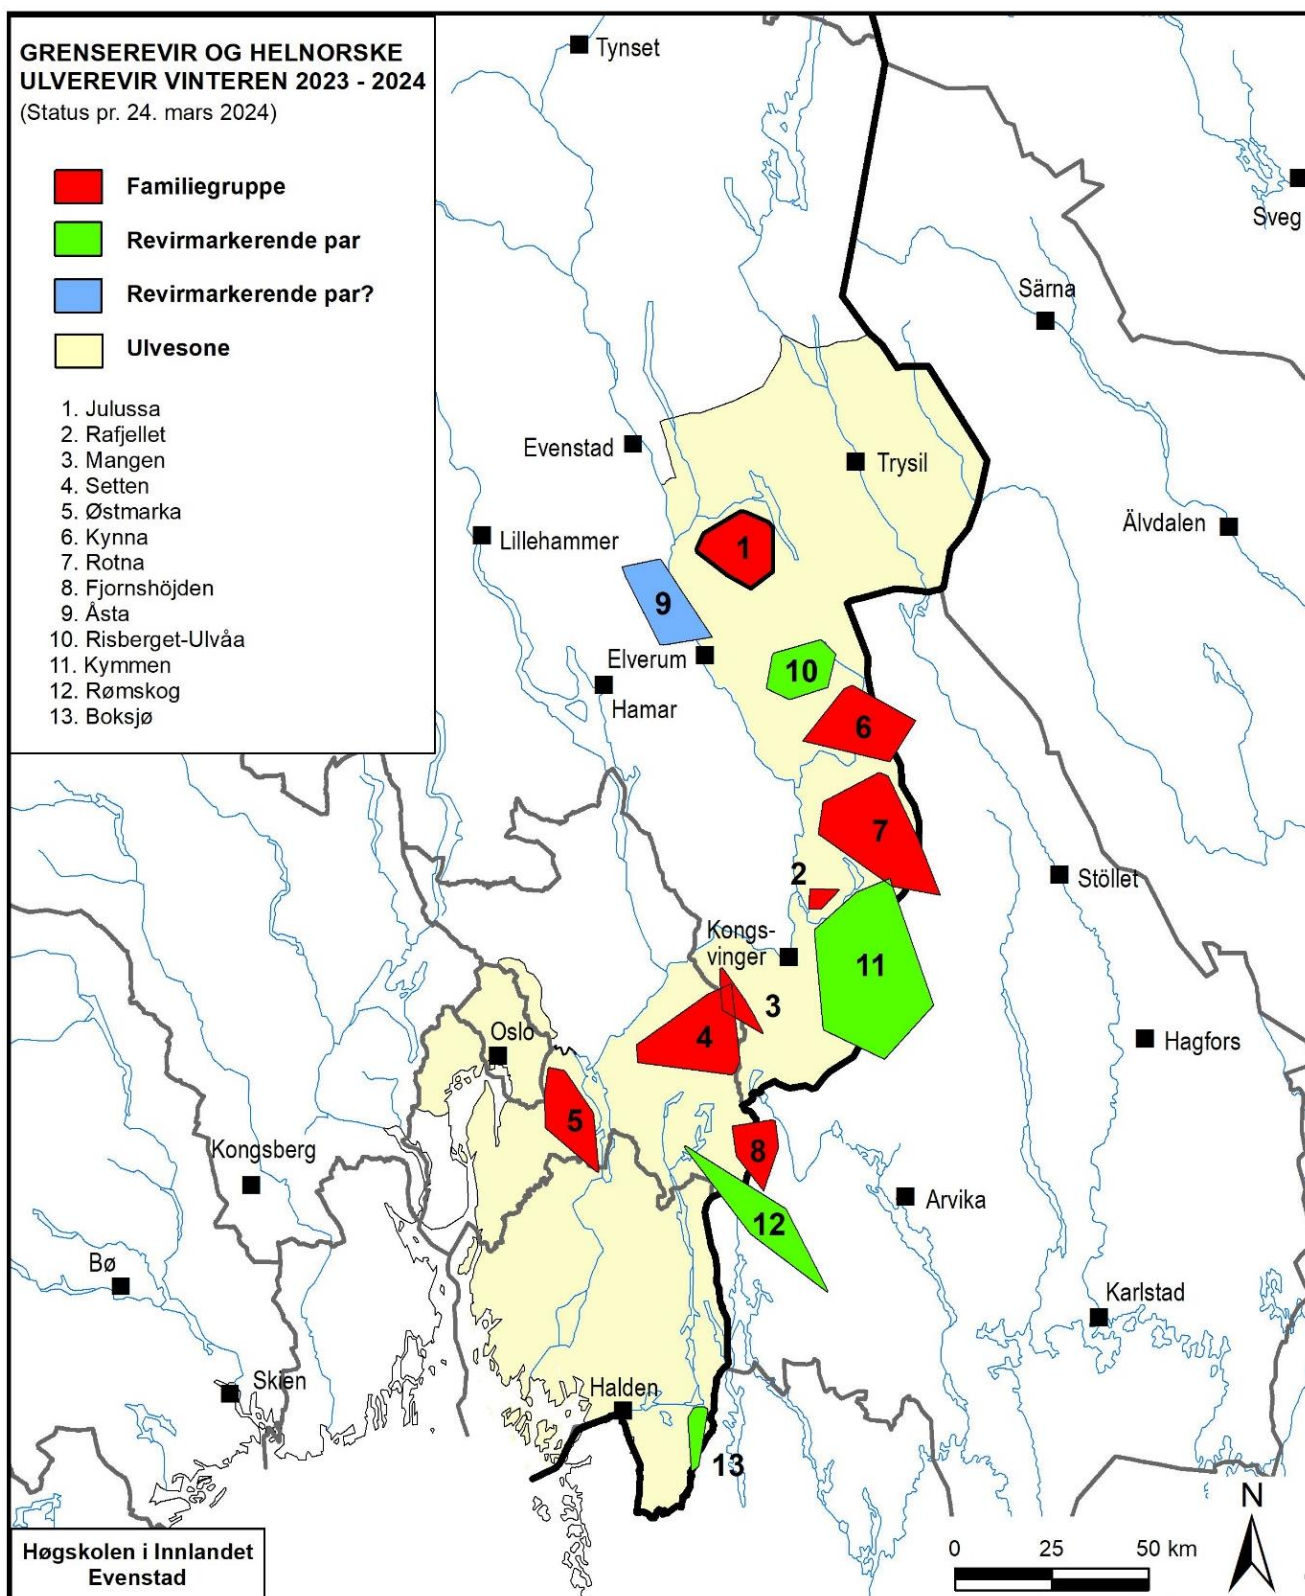 GRENSEREVIR OG HELNORSKE
ULVEREVIR VINTEREN 2023 - 2024
(Status pr. 24. mars 2024)
Familiegruppe
Revirmarkerende par
Revirmarkerende par?
Ulvesone
1. Julussa
2. Rafjellet
3. Mangen
4. Setten
5. Østmarka
6. Kynna
7. Rotna
8. Fjornshöjden
9. Åsta
10. Risberget-Ulvåa
11. Kymmen
12. Rømskog
13. Boksjø
Tynset
Sveg
Särna
Evenstad
Trysil
Älvdalen
Lillehammer
1
9
Elverum
10
Hamar
6
7
2
Stöllet
Kongs-
vinger
11
3
4
Oslo
Hagfors
5
8
Kongsberg
Arvika
12
Bø
Karlstad
Skien
Halden
13
N
0 25 50 km
Høgskolen i Innlandet
Evenstad